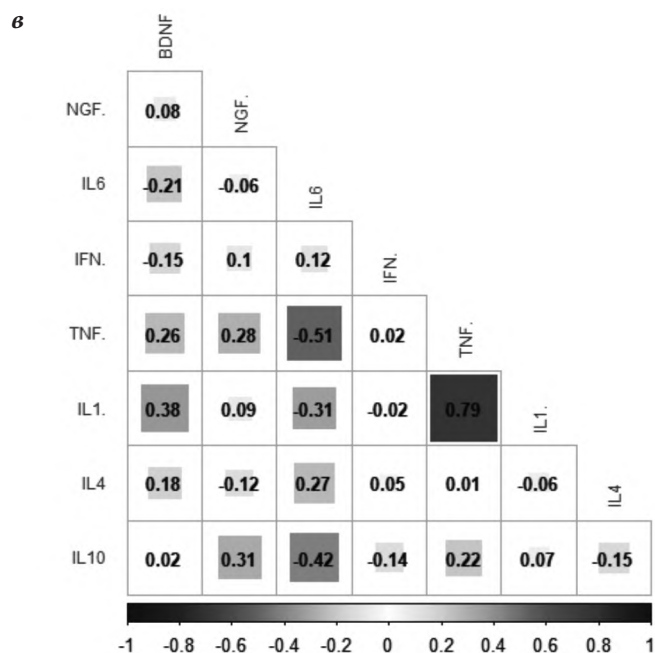 в
BDNF
NGF. 0.08 NGF.
IL6 -0.21 -0.06 IL6
IFN. -0.15 0.1 0.12 IFN.
TNF. 0.26 0.28 -0.51 0.02 TNF.
IL1. 0.38 0.09 -0.31 -0.02 0.79 IL1.
IL4 0.18 -0.12 0.27 0.05 0.01 -0.06 IL4
IL10 0.02 0.31 -0.42 -0.14 0.22 0.07 -0.15
-1 -0.8 -0.6 -0.4 -0.2 0 0.2 0.4 0.6 0.8 1